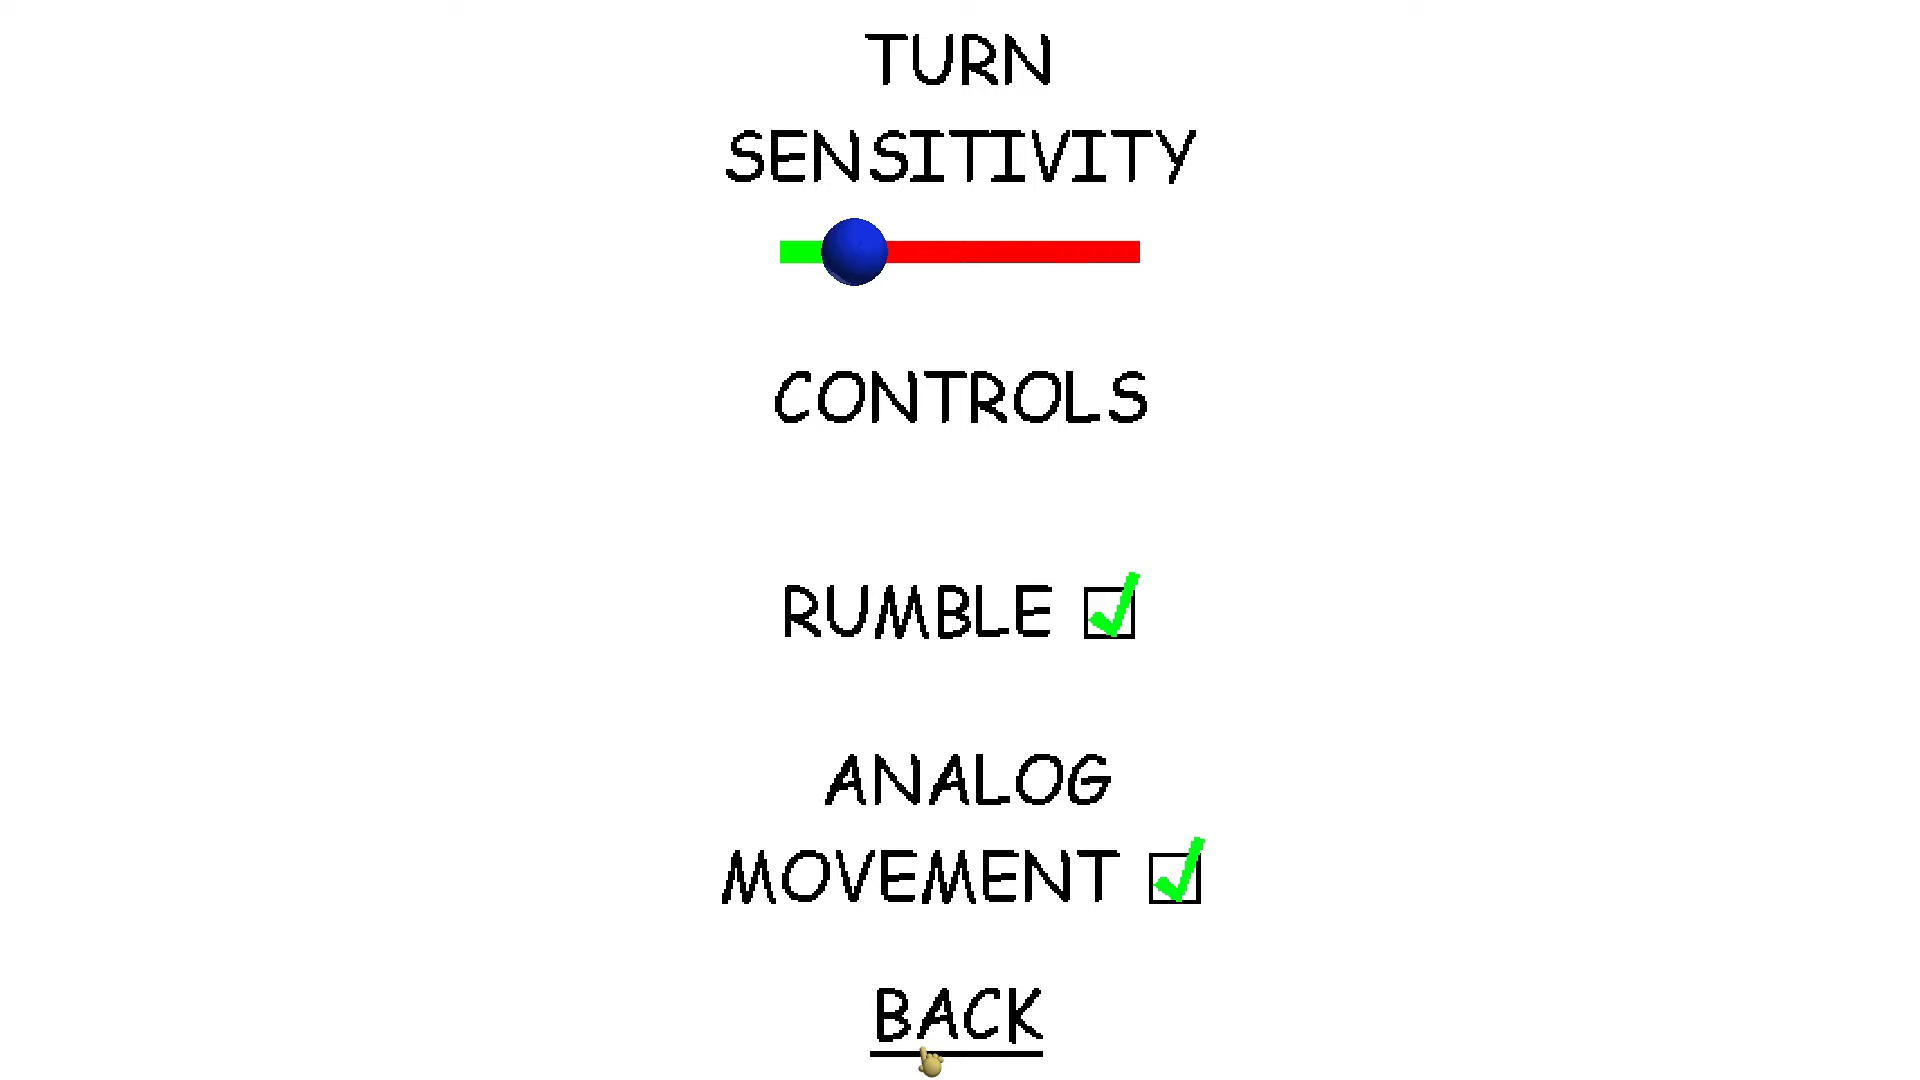 TURN
SENSITIVITY
CONTROLS
RUMBLE
ANALOG
MOVEMENT
BACK